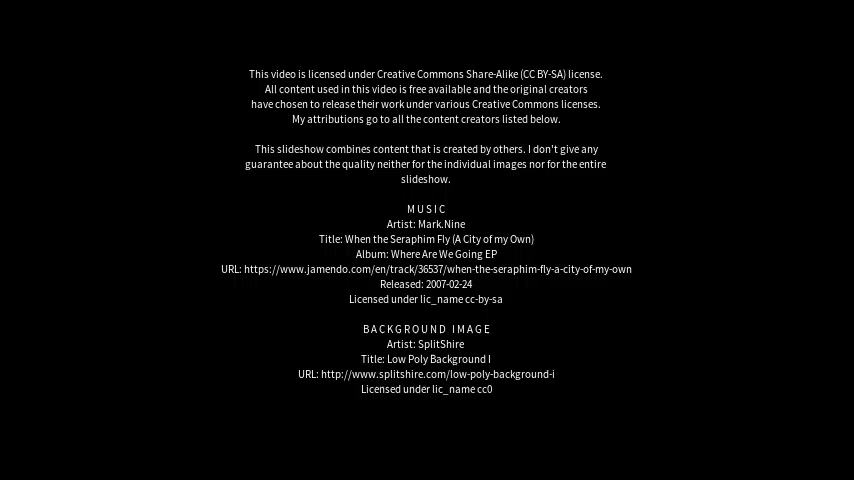 This video is licensed under Creative Commons Share-Alike (CC BY-SA) license.
All content used in this video is free available and the original creators
have chosen to release their work under various Creative Commons licenses.
My attributions go to all the content creators listed below.
This slideshow combines content that is created by others. I don't give any
guarantee about the quality neither for the individual images nor for the entire
slideshow.
MUSIC
Artist: Mark.Nine
Title: When the Seraphim Fly (A City of my Own)
Album: Where Are We Going EP
URL: https://www.jamendo.com/en/track/36537/when-the-seraphim-fly-a-city-of-my-own
Released: 2007-02-24
Licensed under lic_name cc-by-sa
BACKGROUND IMAGE
Artist: SplitShire
Title: Low Poly Background I
URL: http://www.splitshire.com/low-poly-background-i
Licensed under lic_name cc0